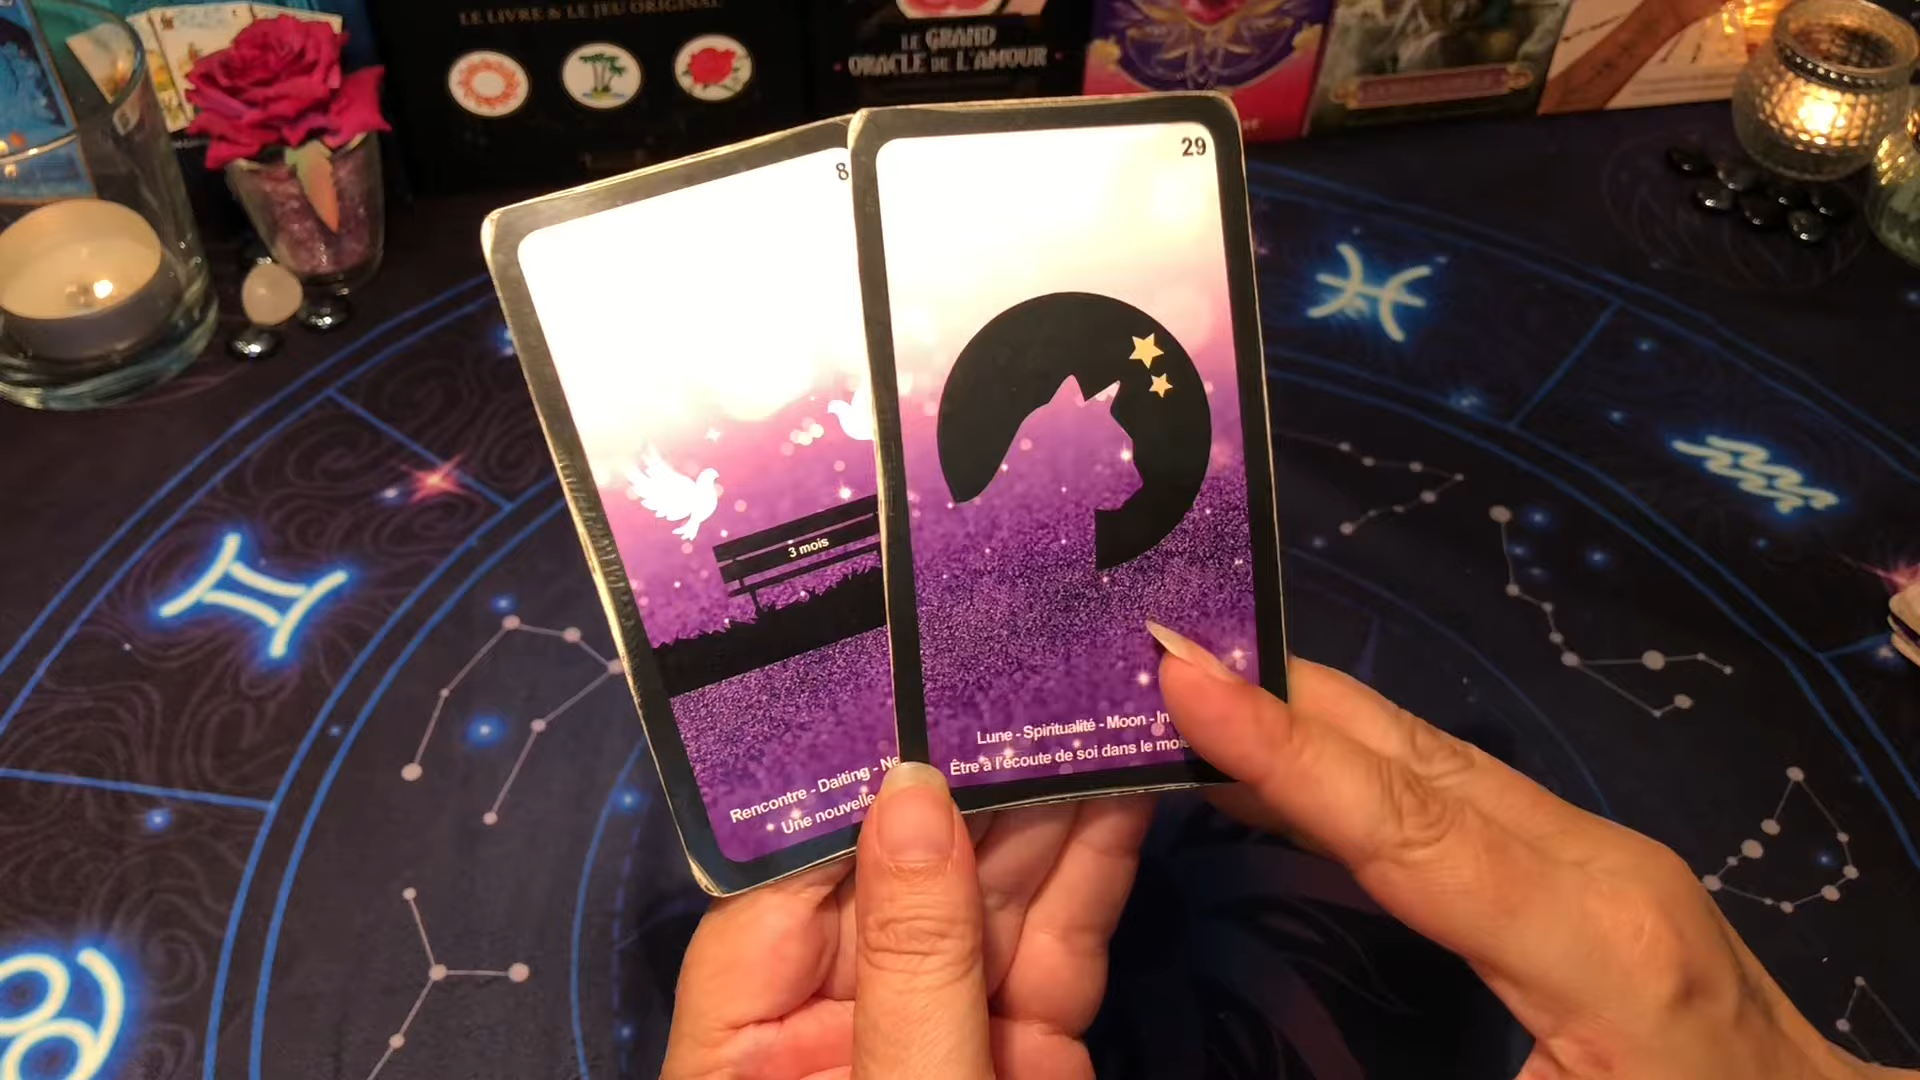 LE LIVRE & LE JEU ORIGINAL
LE GRAND
ORACLE DE L'AMOUR
8
29
3 mois
Rencontre - Daiting - Ne
Une nouvelle
Lune - Spiritualité - Moon - In
Être à l'écoute de soi dans le mois